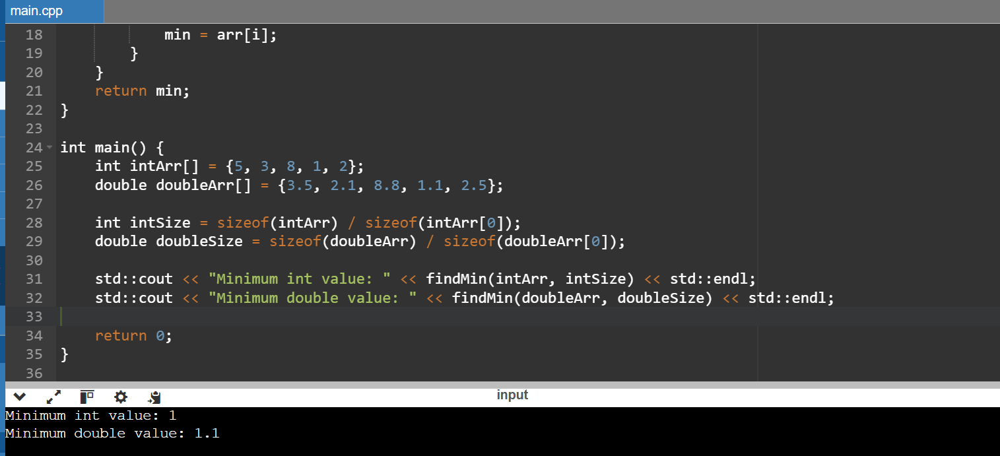 main.cpp
18 min = arr[i];
19 }
20 }
21 return min;
22 }
23
24 int main() {
25 int intArr[] = {5, 3, 8, 1, 2};
26 double doubleArr[] = {3.5, 2.1, 8.8, 1.1, 2.5};
27
28 int intSize = sizeof(intArr) / sizeof(intArr[0]);
29 double doubleSize = sizeof(doubleArr) / sizeof(doubleArr[0]);
30
31 std::cout << "Minimum int value: " << findMin(intArr, intSize) << std::endl;
32 std::cout << "Minimum double value: " << findMin(doubleArr, doubleSize) << std::endl;
33
34 return 0;
35 }
36
input
Minimum int value: 1
Minimum double value: 1.1